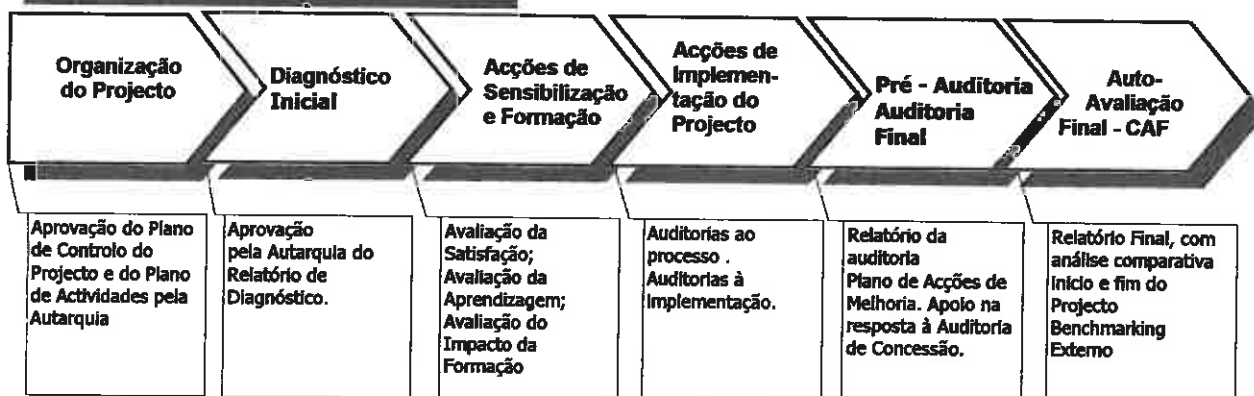 Organização
do Projecto
Diagnóstico
Inicial
Acções de
Sensibilização
e Formação
Acções de
Implemen-
tação do
Projecto
Pré - Auditoria
Auditoria
Final
Auto-
Avaliação
Final - CAF
Aprovação do Plano
de Controlo do
Projecto e do Plano
de Actividades pela
Autarquia
Aprovação
pela Autarquia do
Relatório de
Diagnóstico.
Avaliação da
Satisfação;
Avaliação da
Aprendizagem;
Avaliação do
Impacto da
Formação
Auditorias ao
processo .
Auditorias à
Implementação.
Relatório da
auditoria
Plano de Acções de
Melhoria. Apoio na
resposta à Auditoria
de Concessão.
Relatório Final, com
análise comparativa
Inicio e fim do
Projecto
Benchmarking
Externo